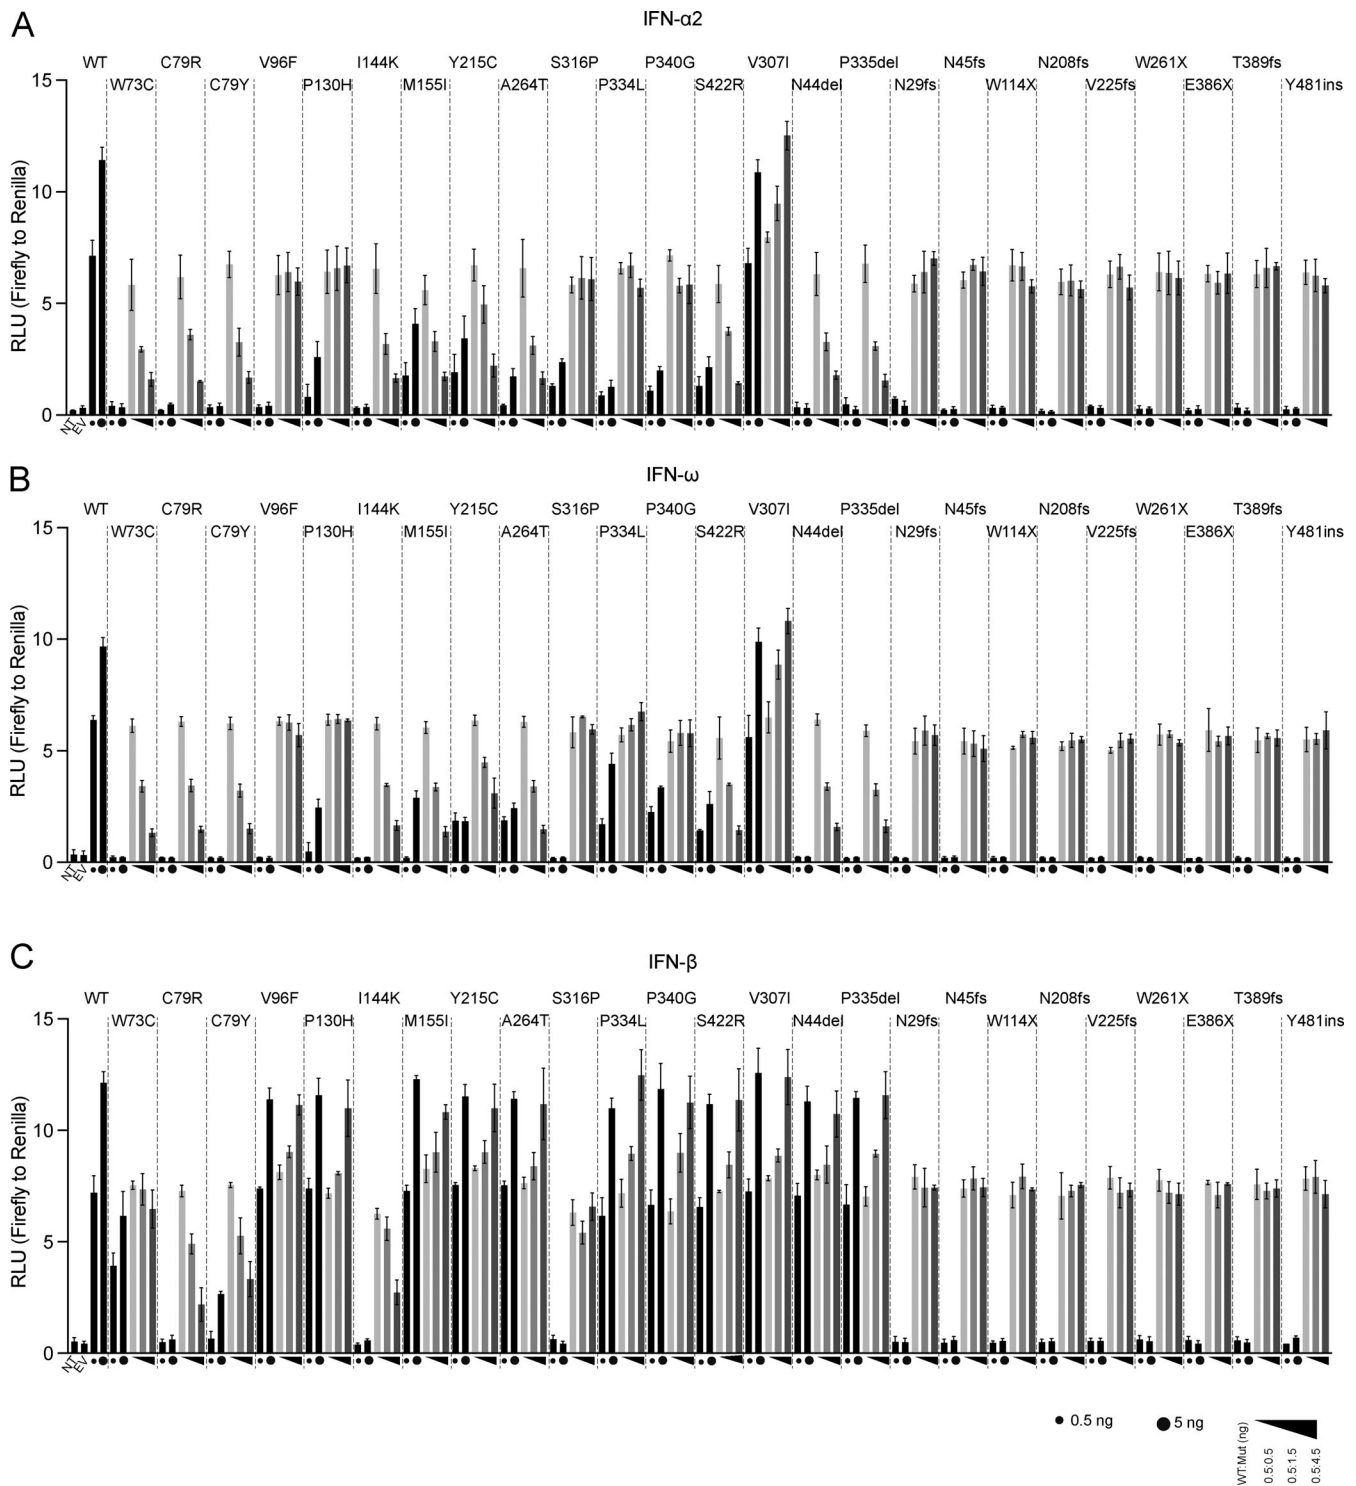 A
IFN-α2
WT C79R V96F I144K Y215C S316P P340G V307I P335del N45fs N208fs W261X T389fs
W73C C79Y P130H M155I A264T P334L S422R N44del N29fs W114X V225fs E386X Y481ins
15
10
5
0
RLU (Firefly to Renilla)
NT EV
B
IFN-ω
WT C79R V96F I144K Y215C S316P P340G V307I P335del N45fs N208fs W261X T389fs
W73C C79Y P130H M155I A264T P334L S422R N44del N29fs W114X V225fs E386X Y481ins
15
10
5
0
RLU (Firefly to Renilla)
NT EV
C
IFN-β
WT C79R V96F I144K Y215C S316P P340G V307I P335del N45fs N208fs W261X T389fs
W73C C79Y P130H M155I A264T P334L S422R N44del N29fs W114X V225fs E386X Y481ins
15
10
5
0
RLU (Firefly to Renilla)
NT EV
0.5 ng
5 ng
WT:Mut (ng)
0.5:0.5
0.5:1.5
0.5:4.5